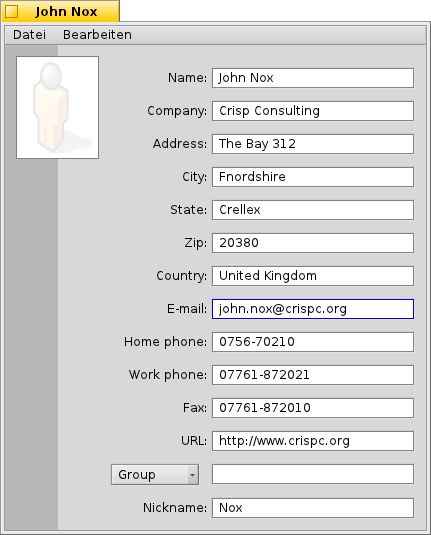 John Nox
Datei Bearbeiten
Name: John Nox
Company: Crisp Consulting
Address: The Bay 312
City: Fnordshire
State: Crellex
Zip: 20380
Country: United Kingdom
E-mail: john.nox@crispc.org
Home phone: 0756-70210
Work phone: 07761-872021
Fax: 07761-872010
URL: http://www.crispc.org
Group
Nickname: Nox